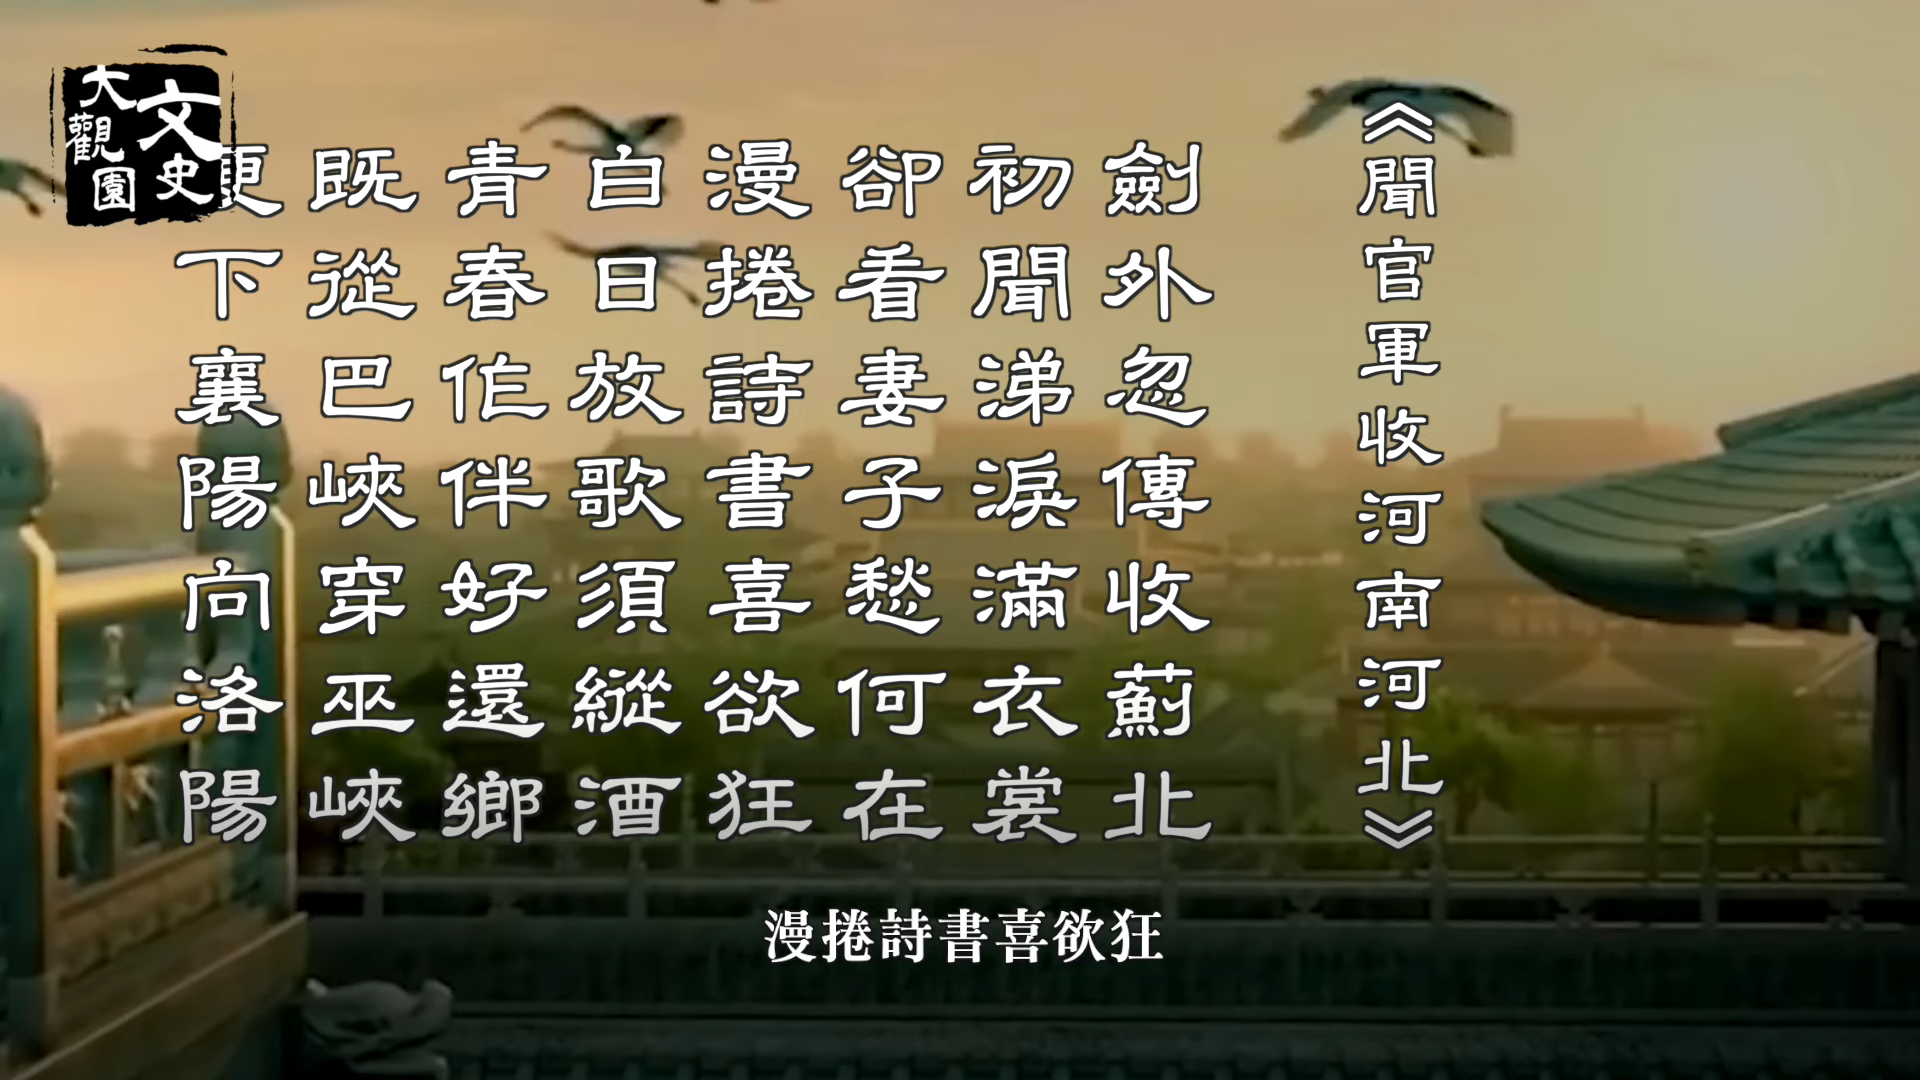 文史
大觀園
《聞官軍收河南河北》
劍外忽傳收薊北
初聞涕淚滿衣裳
卻看妻子愁何在
漫捲詩書喜欲狂
白日放歌須縱酒
青春作伴好還鄉
既從巴峽穿巫峽
便下襄陽向洛陽
漫捲詩書喜欲狂